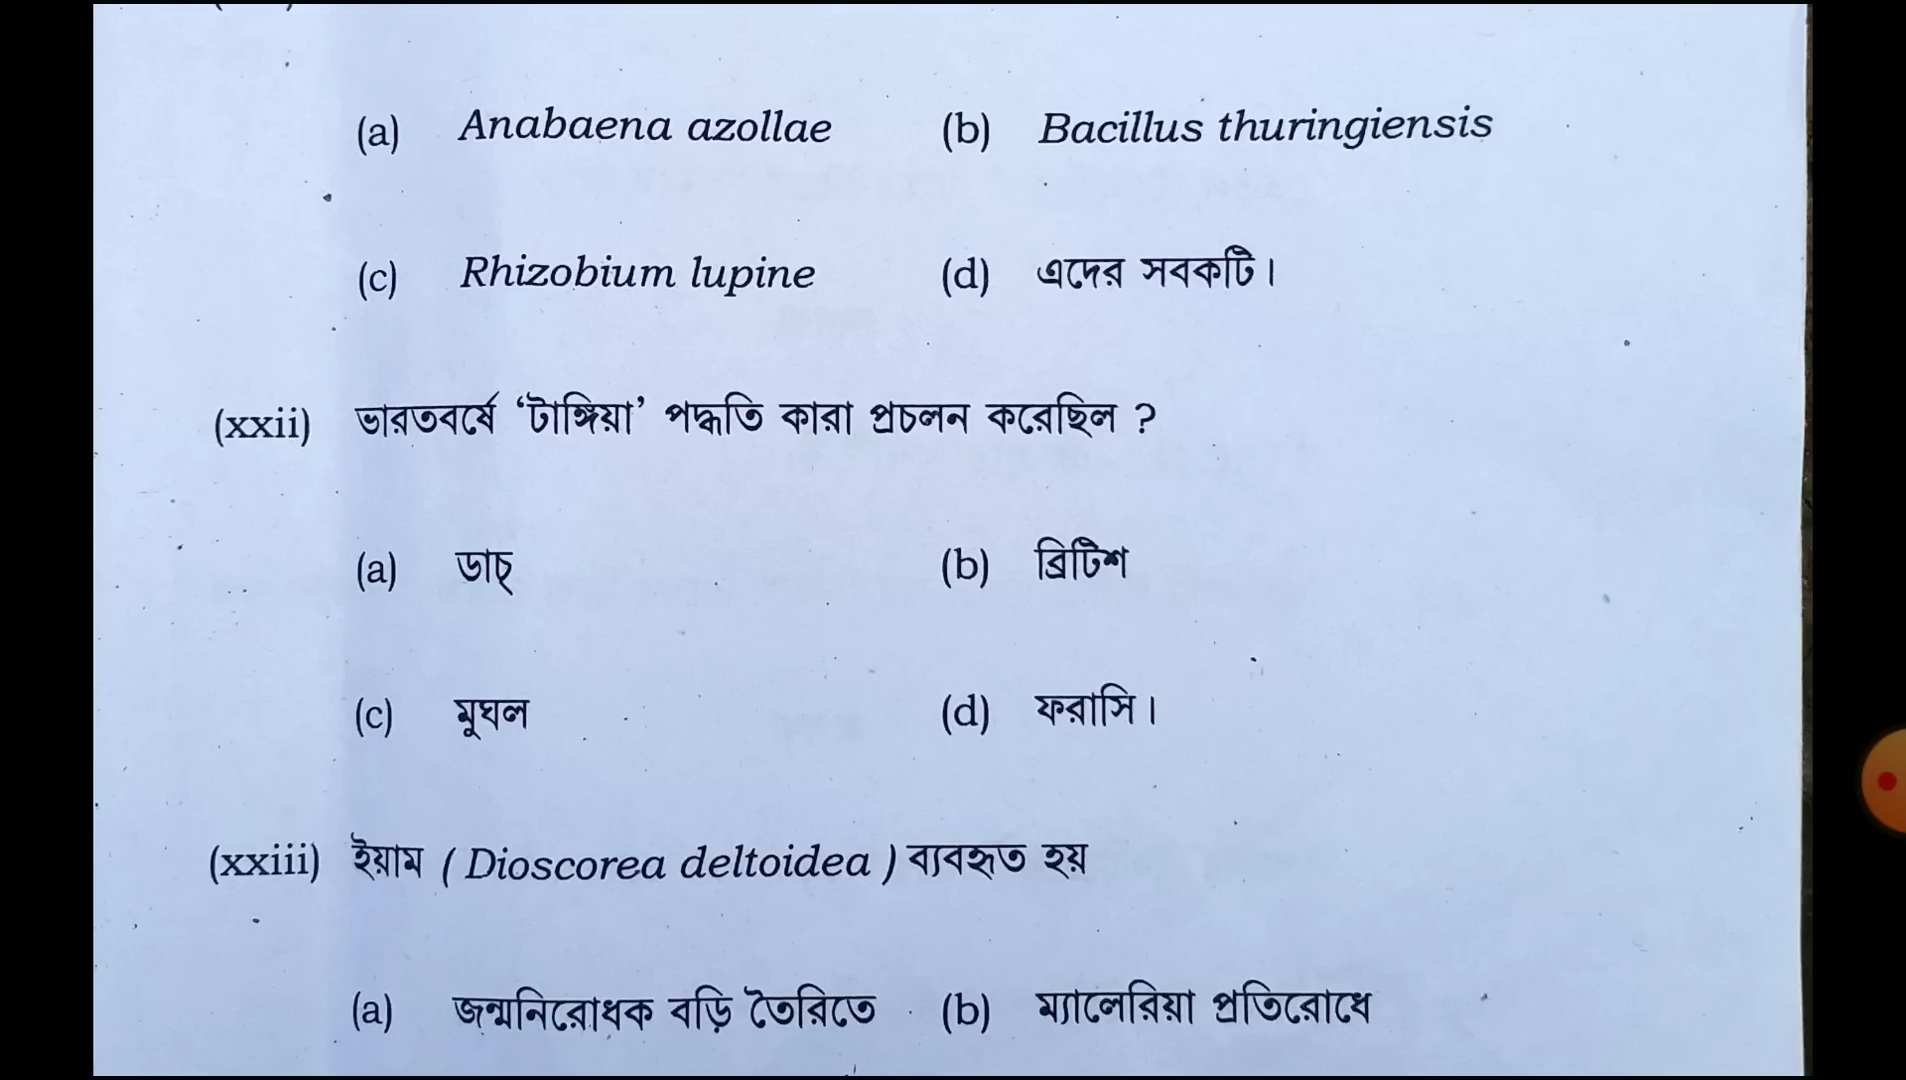 (a) Anabaena azollae (b) Bacillus thuringiensis
(c) Rhizobium lupine (d) এদের সবকটি।
(xxii) ভারতবর্ষে ‘টাঙ্গিয়া’ পদ্ধতি কারা প্রচলন করেছিল ?
(a) ডাচ্ (b) ব্রিটিশ
(c) মুঘল (d) ফরাসি।
(xxiii) ইয়াম ( Dioscorea deltoidea ) ব্যবহৃত হয়
(a) জন্মনিরোধক বড়ি তৈরিতে (b) ম্যালেরিয়া প্রতিরোধে